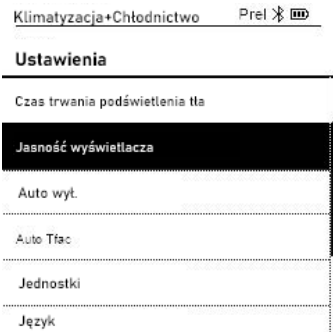 Klimatyzacja+Chłodnictwo Prel
Ustawienia
Czas trwania podświetlenia tła
Jasność wyświetlacza
Auto wył.
Auto Tfac
Jednostki
Język